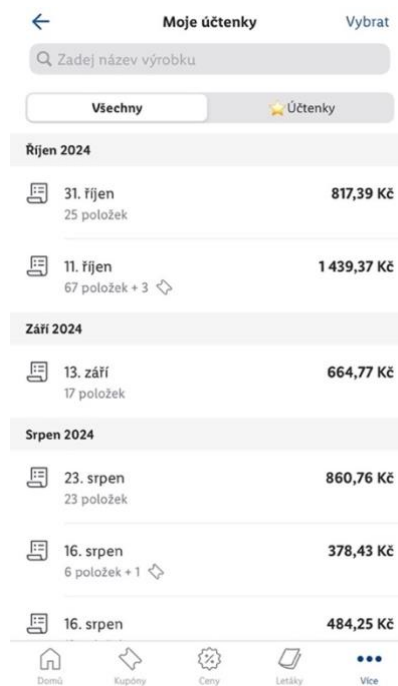 Moje účtenky
Vybrat
Zadej název výrobku
Všechny
Účtenky
Říjen 2024
31. říjen
817,39 Kč
25 položek
11. říjen
1 439,37 Kč
67 položek + 3
Září 2024
13. září
664,77 Kč
17 položek
Srpen 2024
23. srpen
860,76 Kč
23 položek
16. srpen
378,43 Kč
6 položek + 1
16. srpen
484,25 Kč
Domů
Kupóny
Ceny
Letáky
Více